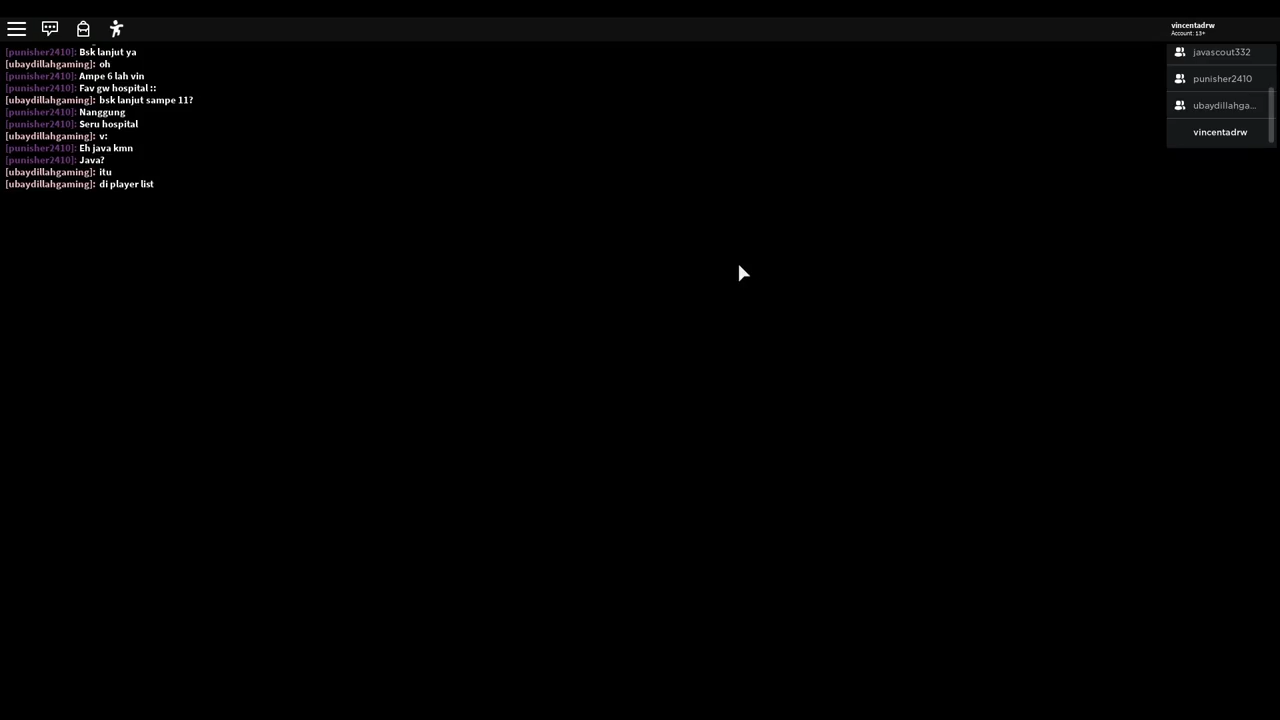 vincentadrw
Account: 13+
[punisher2410]: Bsk lanjut ya
[ubaydillahgaming]: oh
[punisher2410]: Ampe 6 lah vin
[punisher2410]: Fav gw hospital ::
[ubaydillahgaming]: bsk lanjut sampe 11?
[punisher2410]: Nanggung
[punisher2410]: Seru hospital
[ubaydillahgaming]: v:
[punisher2410]: Eh java kmn
[punisher2410]: Java?
[ubaydillahgaming]: itu
[ubaydillahgaming]: di player list
javascout332
punisher2410
ubaydillahga...
vincentadrw